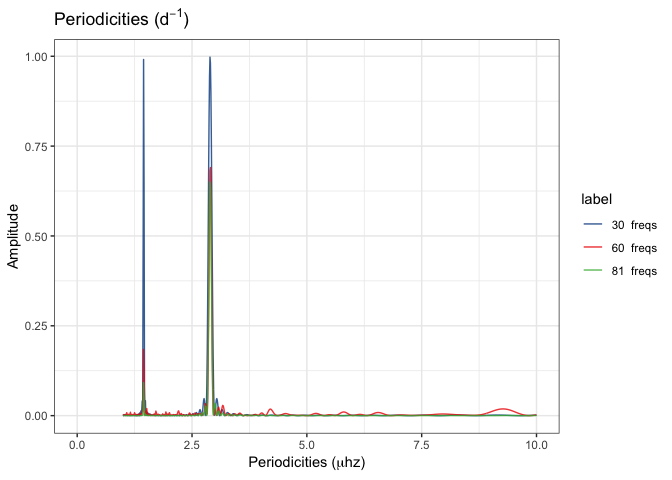 Periodicities (d⁻¹)
1.00
0.75
0.50
0.25
0.00
Amplitude
0.0 2.5 5.0 7.5 10.0
Periodicities (μhz)
label
30 freqs
60 freqs
81 freqs